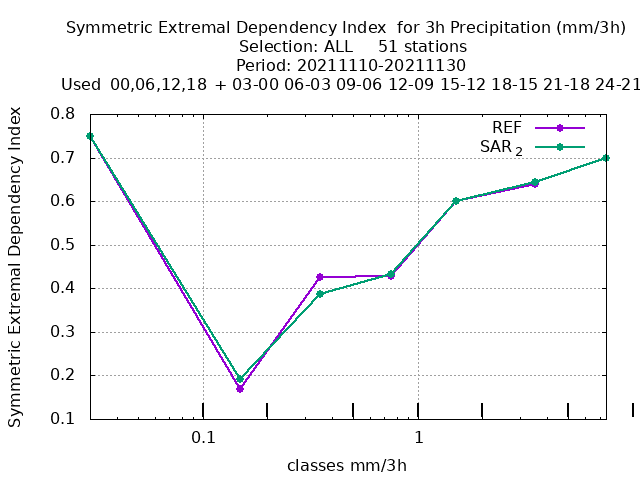 Symmetric Extremal Dependency Index  for 3h Precipitation (mm/3h)
Selection: ALL     51 stations
Period: 20211110-20211130
Used  00,06,12,18  + 03-00 06-03 09-06 12-09 15-12 18-15 21-18 24-21
Symmetric Extremal Dependency Index
0.8
0.7
0.6
0.5
0.4
0.3
0.2
0.1
REF
SAR2
0.1 1
classes mm/3h